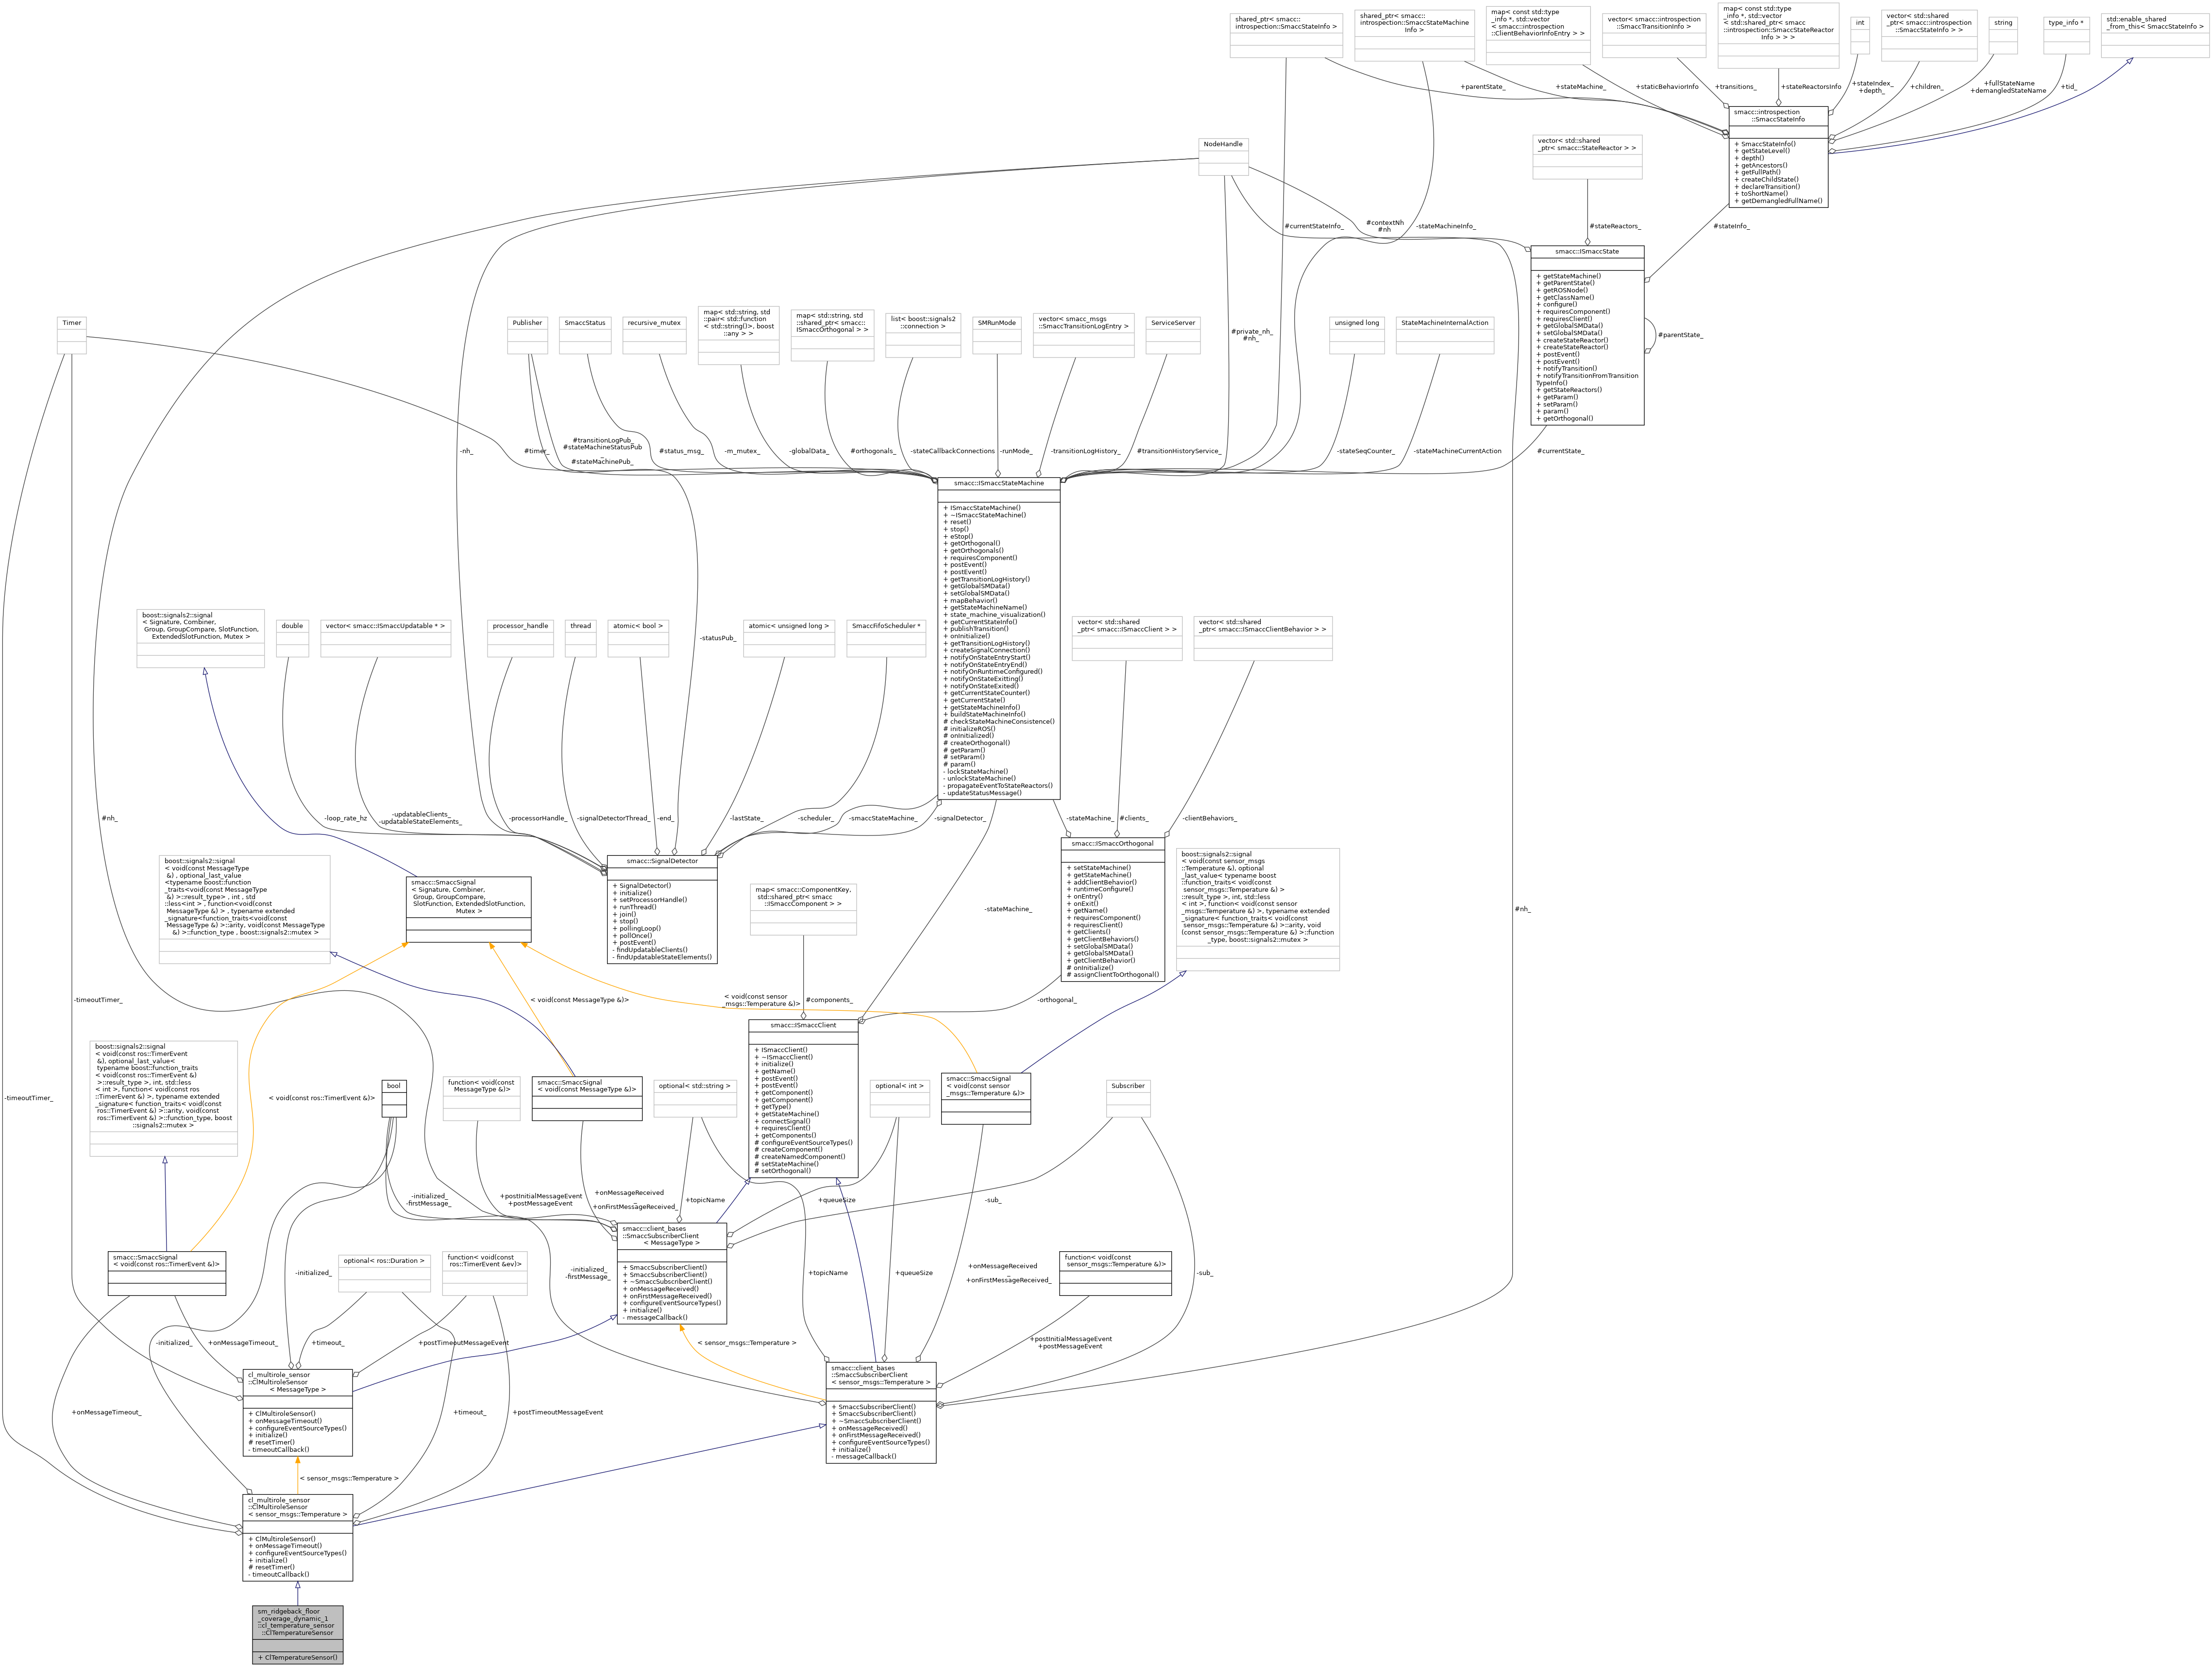 shared_ptr< smacc::
introspection::SmaccStateInfo >
shared_ptr< smacc::
introspection::SmaccStateMachine
Info >
map< const std::type
_info *, std::vector
< smacc::introspection
::ClientBehaviorInfoEntry > >
vector< smacc::introspection
::SmaccTransitionInfo >
map< const std::type
_info *, std::vector
< std::shared_ptr< smacc
::introspection::SmaccStateReactor
Info > > >
int
vector< std::shared
_ptr< smacc::introspection
::SmaccStateInfo > >
string
type_info *
std::enable_shared
_from_this< SmaccStateInfo >
+parentState_
+stateMachine_
+staticBehaviorInfo
+transitions_
+stateReactorsInfo
+stateIndex_
+depth_
+children_
+fullStateName
+demangledStateName
+tid_
smacc::introspection
::SmaccStateInfo
+ SmaccStateInfo()
+ getStateLevel()
+ depth()
+ getAncestors()
+ getFullPath()
+ createChildState()
+ declareTransition()
+ toShortName()
+ getDemangledFullName()
NodeHandle
vector< std::shared
_ptr< smacc::StateReactor > >
#currentStateInfo_
#contextNh
#nh
-stateMachineInfo_
#stateReactors_
#stateInfo_
smacc::ISmaccState
+ getStateMachine()
+ getParentState()
+ getROSNode()
+ getClassName()
+ configure()
+ requiresComponent()
+ requiresClient()
+ getGlobalSMData()
+ setGlobalSMData()
+ createStateReactor()
+ createStateReactor()
+ postEvent()
+ postEvent()
+ notifyTransition()
+ notifyTransitionFromTransition
TypeInfo()
+ getStateReactors()
+ getParam()
+ setParam()
+ param()
+ getOrthogonal()
#parentState_
Timer
Publisher
SmaccStatus
recursive_mutex
map< std::string, std
::pair< std::function
< std::string()>, boost
::any > >
map< std::string, std
::shared_ptr< smacc::
ISmaccOrthogonal > >
list< boost::signals2
::connection >
SMRunMode
vector< smacc_msgs
::SmaccTransitionLogEntry >
ServiceServer
#private_nh_
#nh_
unsigned long
StateMachineInternalAction
-nh_
#timer_
#transitionLogPub_
#stateMachineStatusPub
_
#stateMachinePub_
#status_msg_
-m_mutex_
-globalData_
#orthogonals_
-stateCallbackConnections
-runMode_
-transitionLogHistory_
#transitionHistoryService_
-stateSeqCounter_
-stateMachineCurrentAction
#currentState_
smacc::ISmaccStateMachine
+ ISmaccStateMachine()
+ ~ISmaccStateMachine()
+ reset()
+ stop()
+ eStop()
+ getOrthogonal()
+ getOrthogonals()
+ requiresComponent()
+ postEvent()
+ postEvent()
+ getTransitionLogHistory()
+ getGlobalSMData()
+ setGlobalSMData()
+ mapBehavior()
+ getStateMachineName()
+ state_machine_visualization()
+ getCurrentStateInfo()
+ publishTransition()
+ onInitialize()
+ getTransitionLogHistory()
+ createSignalConnection()
+ notifyOnStateEntryStart()
+ notifyOnStateEntryEnd()
+ notifyOnRuntimeConfigured()
+ notifyOnStateExitting()
+ notifyOnStateExited()
+ getCurrentStateCounter()
+ getCurrentState()
+ getStateMachineInfo()
+ buildStateMachineInfo()
# checkStateMachineConsistence()
# initializeROS()
# onInitialized()
# createOrthogonal()
# getParam()
# setParam()
# param()
- lockStateMachine()
- unlockStateMachine()
- propagateEventToStateReactors()
- updateStatusMessage()
boost::signals2::signal
< Signature, Combiner,
Group, GroupCompare, SlotFunction,
ExtendedSlotFunction, Mutex >
double
vector< smacc::ISmaccUpdatable * >
processor_handle
thread
atomic< bool >
-statusPub_
atomic< unsigned long >
SmaccFifoScheduler *
vector< std::shared
_ptr< smacc::ISmaccClient > >
vector< std::shared
_ptr< smacc::ISmaccClientBehavior > >
#nh_
-loop_rate_hz
-updatableClients_
-updatableStateElements_
-processorHandle_
-signalDetectorThread_
-end_
-lastState_
-scheduler_
-smaccStateMachine_
-signalDetector_
-stateMachine_
#clients_
-clientBehaviors_
smacc::SignalDetector
+ SignalDetector()
+ initialize()
+ setProcessorHandle()
+ runThread()
+ join()
+ stop()
+ pollingLoop()
+ pollOnce()
+ postEvent()
- findUpdatableClients()
- findUpdatableStateElements()
smacc::ISmaccOrthogonal
+ setStateMachine()
+ getStateMachine()
+ addClientBehavior()
+ runtimeConfigure()
+ onEntry()
+ onExit()
+ getName()
+ requiresComponent()
+ requiresClient()
+ getClients()
+ getClientBehaviors()
+ setGlobalSMData()
+ getGlobalSMData()
+ getClientBehavior()
# onInitialize()
# assignClientToOrthogonal()
boost::signals2::signal
< void(const MessageType
&) , optional_last_value
<typename boost::function
_traits<void(const MessageType
&) >::result_type> , int , std
::less<int > , function<void(const
MessageType &) > , typename extended
_signature<function_traits<void(const
MessageType &) >::arity, void(const MessageType
&) >::function_type , boost::signals2::mutex >
smacc::SmaccSignal
< Signature, Combiner,
Group, GroupCompare,
SlotFunction, ExtendedSlotFunction,
Mutex >
map< smacc::ComponentKey,
std::shared_ptr< smacc
::ISmaccComponent > >
boost::signals2::signal
< void(const sensor_msgs
::Temperature &), optional
_last_value< typename boost
::function_traits< void(const
sensor_msgs::Temperature &) >
::result_type >, int, std::less
< int >, function< void(const sensor
_msgs::Temperature &) >, typename extended
_signature< function_traits< void(const
sensor_msgs::Temperature &) >::arity, void
(const sensor_msgs::Temperature &) >::function
_type, boost::signals2::mutex >
-stateMachine_
#nh_
-timeoutTimer_
< void(const MessageType &)>
< void(const sensor
_msgs::Temperature &)>
#components_
-orthogonal_
smacc::ISmaccClient
+ ISmaccClient()
+ ~ISmaccClient()
+ initialize()
+ getName()
+ postEvent()
+ postEvent()
+ getComponent()
+ getComponent()
+ getType()
+ getStateMachine()
+ connectSignal()
+ requiresClient()
+ getComponents()
# configureEventSourceTypes()
# createComponent()
# createNamedComponent()
# setStateMachine()
# setOrthogonal()
boost::signals2::signal
< void(const ros::TimerEvent
&), optional_last_value<
typename boost::function_traits
< void(const ros::TimerEvent &)
>::result_type >, int, std::less
< int >, function< void(const ros
::TimerEvent &) >, typename extended
_signature< function_traits< void(const
ros::TimerEvent &) >::arity, void(const
ros::TimerEvent &) >::function_type, boost
::signals2::mutex >
-timeoutTimer_
< void(const ros::TimerEvent &)>
bool
function< void(const
MessageType &)>
smacc::SmaccSignal
< void(const MessageType &)>
optional< std::string >
optional< int >
smacc::SmaccSignal
< void(const sensor
_msgs::Temperature &)>
Subscriber
-initialized_
-firstMessage_
+postInitialMessageEvent
+postMessageEvent
+onMessageReceived
_
+onFirstMessageReceived_
+topicName
+queueSize
-sub_
smacc::client_bases
::SmaccSubscriberClient
< MessageType >
+ SmaccSubscriberClient()
+ SmaccSubscriberClient()
+ ~SmaccSubscriberClient()
+ onMessageReceived()
+ onFirstMessageReceived()
+ configureEventSourceTypes()
+ initialize()
- messageCallback()
smacc::SmaccSignal
< void(const ros::TimerEvent &)>
optional< ros::Duration >
function< void(const
ros::TimerEvent &ev)>
function< void(const
sensor_msgs::Temperature &)>
-initialized_
-initialized_
-firstMessage_
+topicName
+queueSize
+onMessageReceived
_
+onFirstMessageReceived_
-sub_
-initialized_
+onMessageTimeout_
+timeout_
+postTimeoutMessageEvent
< sensor_msgs::Temperature >
+postInitialMessageEvent
+postMessageEvent
cl_multirole_sensor
::ClMultiroleSensor
< MessageType >
+ ClMultiroleSensor()
+ onMessageTimeout()
+ configureEventSourceTypes()
+ initialize()
# resetTimer()
- timeoutCallback()
smacc::client_bases
::SmaccSubscriberClient
< sensor_msgs::Temperature >
+ SmaccSubscriberClient()
+ SmaccSubscriberClient()
+ ~SmaccSubscriberClient()
+ onMessageReceived()
+ onFirstMessageReceived()
+ configureEventSourceTypes()
+ initialize()
- messageCallback()
+onMessageTimeout_
+timeout_
+postTimeoutMessageEvent
< sensor_msgs::Temperature >
cl_multirole_sensor
::ClMultiroleSensor
< sensor_msgs::Temperature >
+ ClMultiroleSensor()
+ onMessageTimeout()
+ configureEventSourceTypes()
+ initialize()
# resetTimer()
- timeoutCallback()
sm_ridgeback_floor
_coverage_dynamic_1
::cl_temperature_sensor
::ClTemperatureSensor
+ ClTemperatureSensor()